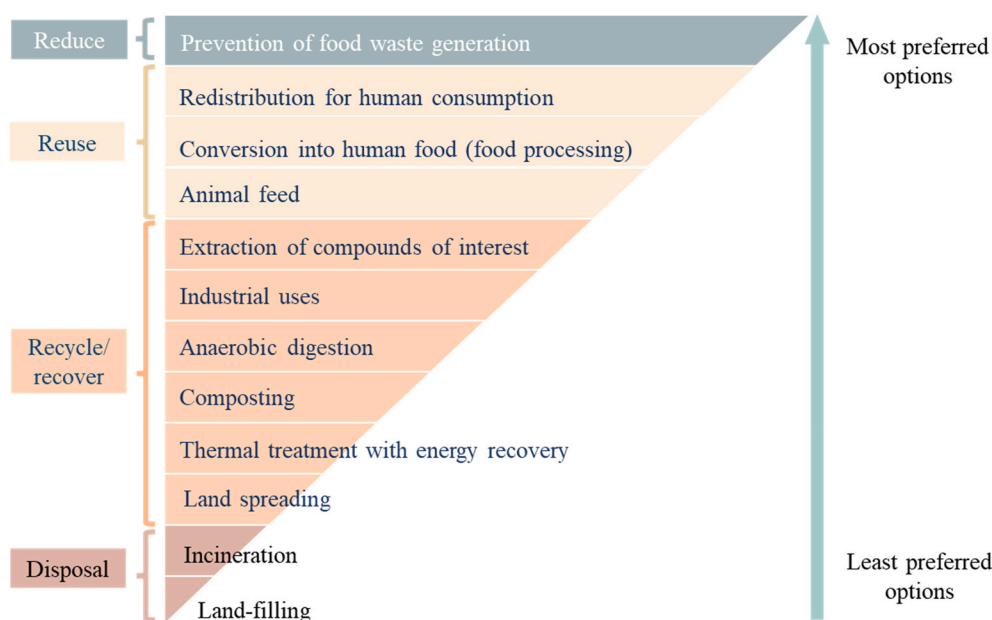 Reduce
Prevention of food waste generation
Most preferred
options
Redistribution for human consumption
Reuse
Conversion into human food (food processing)
Animal feed
Extraction of compounds of interest
Industrial uses
Recycle/
recover
Anaerobic digestion
Composting
Thermal treatment with energy recovery
Land spreading
Disposal
Incineration
Land-filling
Least preferred
options